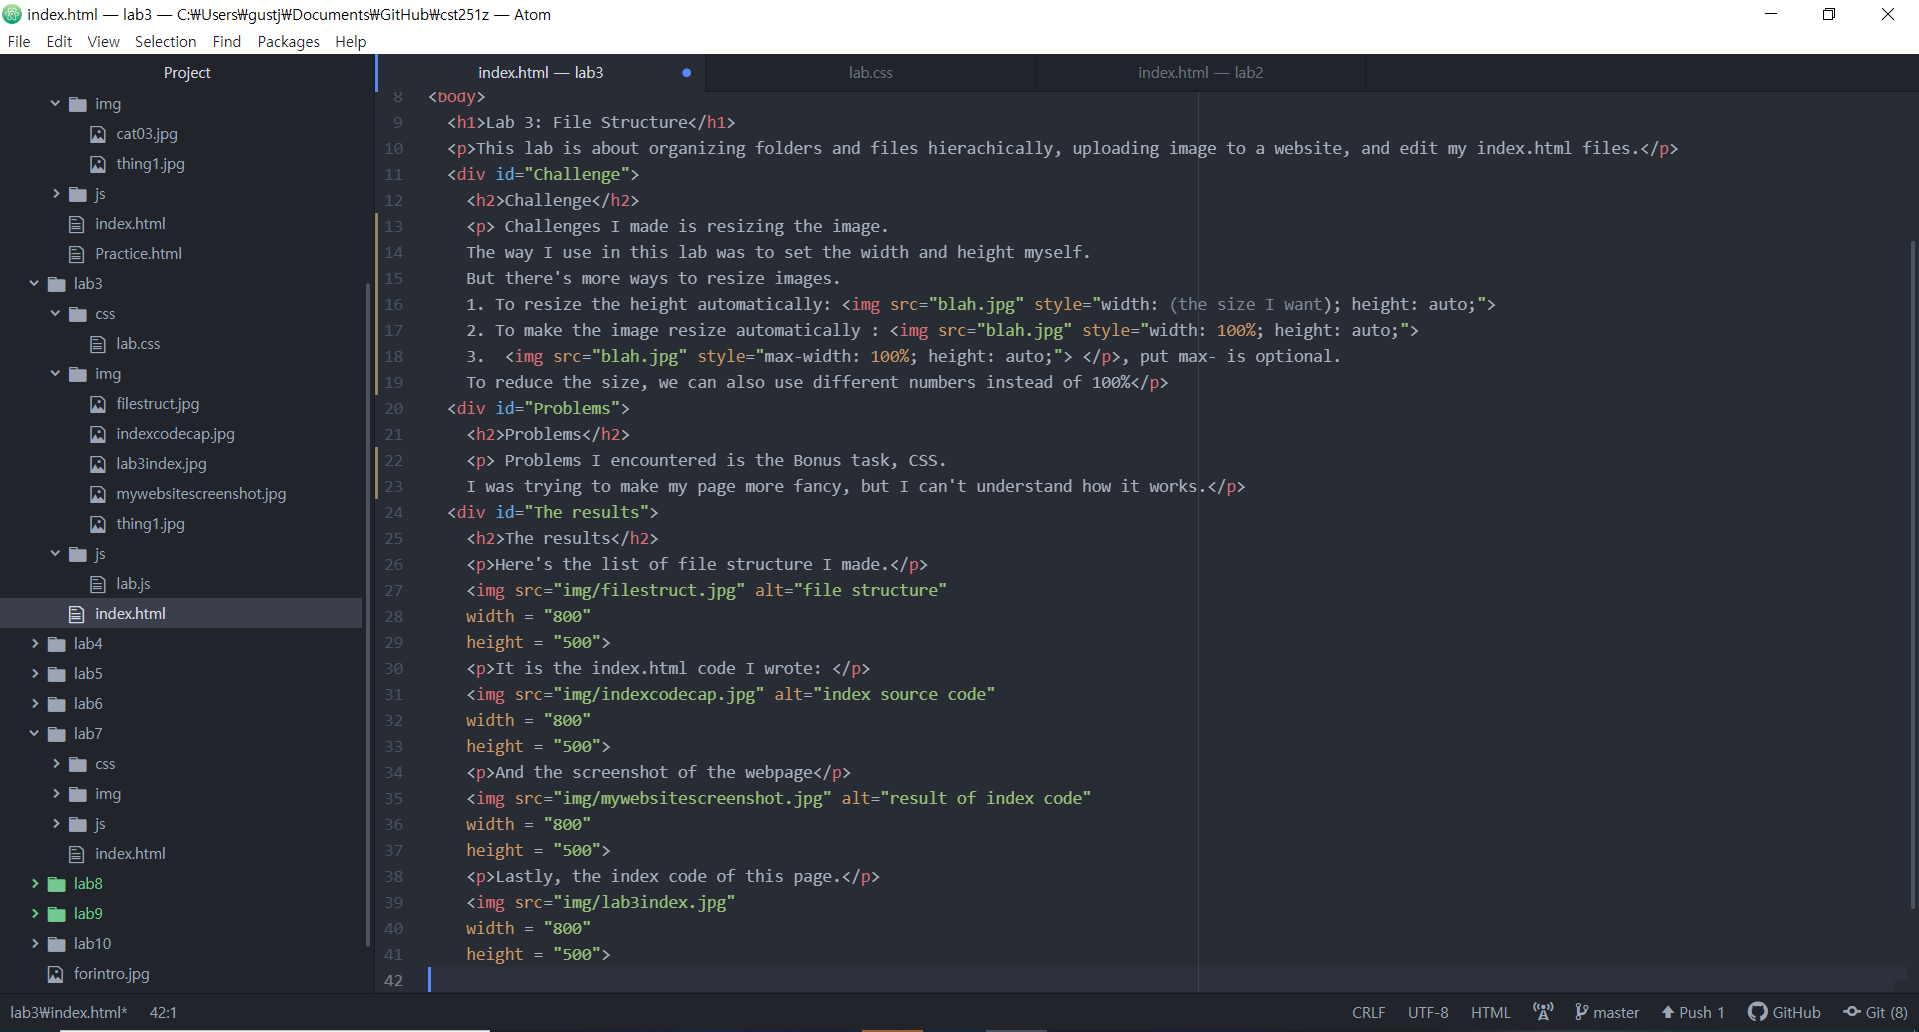 index.html — lab3 — C:₩Users₩gustj₩Documents₩GitHub₩cst251z — Atom
File Edit View Selection Find Packages Help
Project
img
cat03.jpg
thing1.jpg
js
index.html
Practice.html
lab3
css
lab.css
img
filestruct.jpg
indexcodecap.jpg
lab3index.jpg
mywebsitescreenshot.jpg
thing1.jpg
js
lab.js
index.html
lab4
lab5
lab6
lab7
css
img
js
index.html
lab8
lab9
lab10
forintro.jpg
index.html — lab3 lab.css index.html — lab2
8 <body>
9 <h1>Lab 3: File Structure</h1>
10 <p>This lab is about organizing folders and files hierachically, uploading image to a website, and edit my index.html files.</p>
11 <div id="Challenge">
12 <h2>Challenge</h2>
13 <p> Challenges I made is resizing the image.
14 The way I use in this lab was to set the width and height myself.
15 But there's more ways to resize images.
16 1. To resize the height automatically: <img src="blah.jpg" style="width: (the size I want); height: auto;">
17 2. To make the image resize automatically : <img src="blah.jpg" style="width: 100%; height: auto;">
18 3.  <img src="blah.jpg" style="max-width: 100%; height: auto;"> </p>, put max- is optional.
19 To reduce the size, we can also use different numbers instead of 100%</p>
20 <div id="Problems">
21 <h2>Problems</h2>
22 <p> Problems I encountered is the Bonus task, CSS.
23 I was trying to make my page more fancy, but I can't understand how it works.</p>
24 <div id="The results">
25 <h2>The results</h2>
26 <p>Here's the list of file structure I made.</p>
27 <img src="img/filestruct.jpg" alt="file structure"
28 width = "800"
29 height = "500">
30 <p>It is the index.html code I wrote: </p>
31 <img src="img/indexcodecap.jpg" alt="index source code"
32 width = "800"
33 height = "500">
34 <p>And the screenshot of the webpage</p>
35 <img src="img/mywebsitescreenshot.jpg" alt="result of index code"
36 width = "800"
37 height = "500">
38 <p>Lastly, the index code of this page.</p>
39 <img src="img/lab3index.jpg"
40 width = "800"
41 height = "500">
42
lab3₩index.html* 42:1 CRLF UTF-8 HTML master Push 1 GitHub Git (8)